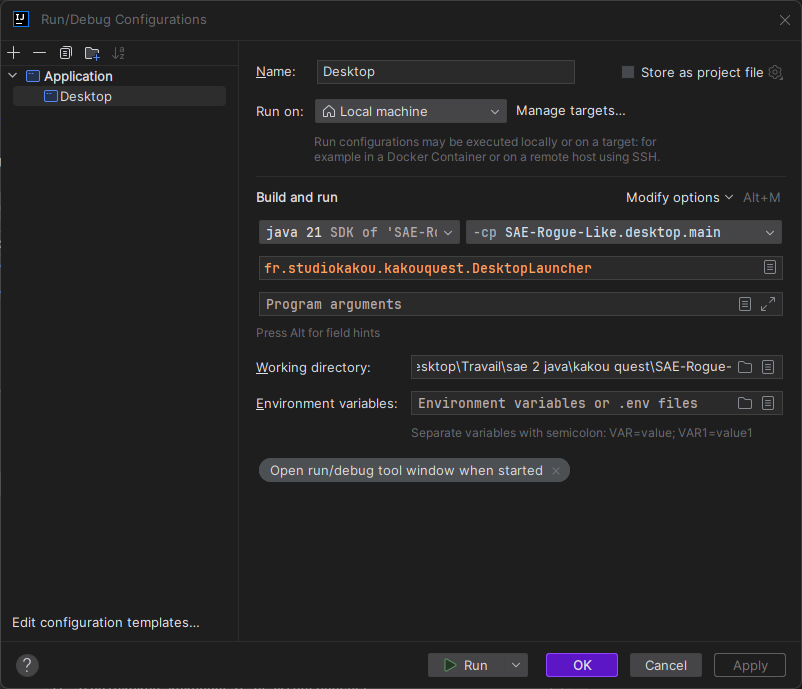 Run/Debug Configurations
Application
Desktop
Name:
Desktop
Store as project file
Run on:
Local machine
Manage targets...
Run configurations may be executed locally or on a target: for
example in a Docker Container or on a remote host using SSH.
Build and run
Modify options
Alt+M
java 21 SDK of 'SAE-Ro
-cp SAE-Rogue-Like.desktop.main
fr.studiokakou.kakouquest.DesktopLauncher
Program arguments
Press Alt for field hints
Working directory:
esktop\Travail\sae 2 java\kakou quest\SAE-Rogue-
Environment variables:
Environment variables or .env files
Separate variables with semicolon: VAR=value; VAR1=value1
Open run/debug tool window when started
Edit configuration templates...
?
Run
OK
Cancel
Apply